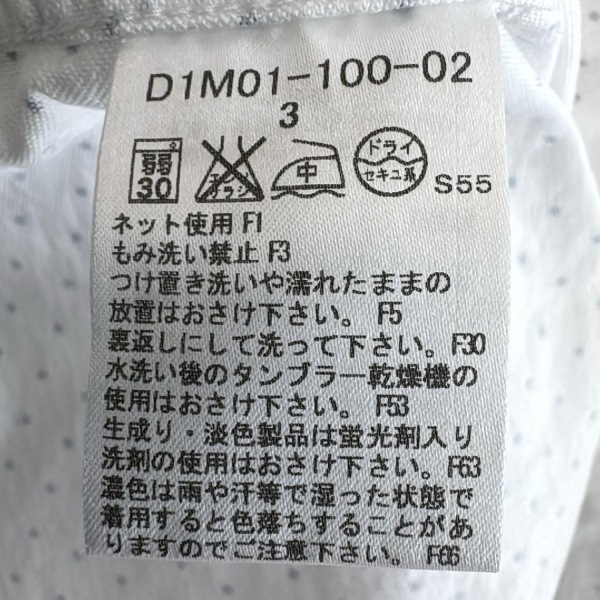 D1M01-100-02
3
弱 30 エンソサラシ 中 ドライ セキユ系 S55
ネット使用 F1
もみ洗い禁止 F3
つけ置き洗いや濡れたままの
放置はおさけ下さい。 F5
裏返しにして洗って下さい。 F30
水洗い後のタンブラー乾燥機の
使用はおさけ下さい。 F53
生成り・淡色製品は蛍光剤入り
洗剤の使用はおさけ下さい。 F63
濃色は雨や汗等で湿った状態で
着用すると色落ちすることがあ
りますのでご注意下さい。 F66